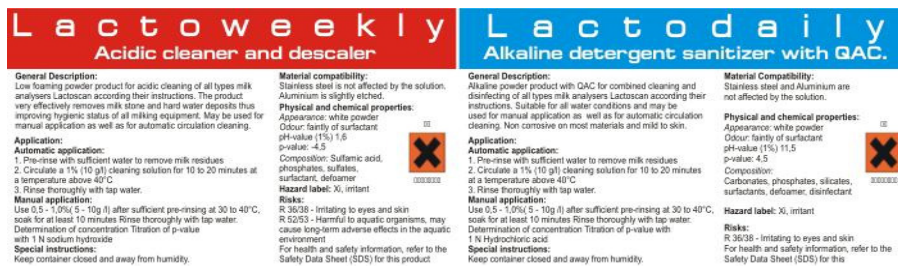 Lactoweekly
Acidic cleaner and descaler
General Description:
Low foaming powder product for acidic cleaning of all types milk
analysers Lactoscan according their instructions. The product
very effectively removes milk stone and hard water deposits thus
improving hygienic status of all milking equipment. May be used for
manual application as well as for automatic circulation cleaning.
Application:
Automatic application:
1. Pre-rinse with sufficient water to remove milk residues
2. Circulate a 1% (10 g/l) cleaning solution for 10 to 20 minutes at
a temperature above 40°C
3. Rinse thoroughly with tap water.
Manual application:
Use 0,5 - 1,0%( 5 - 10g /l) after sufficient pre-rinsing at 30 to 40°C,
soak for at least 10 minutes Rinse thoroughly with tap water.
Determination of concentration Titration of p-value
with 1 N sodium hydroxide
Special instructions:
Keep container closed and away from humidity.
Material compatibility:
Stainless steel is not affected by the solution.
Aluminium is slightly etched.
Physical and chemical properties:
Appearance: white powder
Odour: faintly of surfactant
pH-value (1%) 1,6
p-value: -4,5
Composition: Sulfamic acid,
phosphates, sulfates,
surfactant, defoamer
Hazard label: Xi, irritant
Risks:
R 36/38 - Irritating to eyes and skin
R 52/53 - Harmful to aquatic organisms, may
cause long-term adverse effects in the aquatic
environment
For health and safety information, refer to the
Safety Data Sheet (SDS) for this product
Lactodaily
Alkaline detergent sanitizer with QAC.
General Description:
Alkaline powder product with QAC for combined cleaning and
disinfecting of all types milk analysers Lactoscan according their
instructions. Suitable for all water conditions and may be
used for manual application as well as for automatic circulation
cleaning. Non corrosive on most materials and mild to skin.
Application:
Automatic application:
1. Pre-rinse with sufficient water to remove milk residues
2. Circulate a 1% (10 g/l) cleaning solution for 10 to 20 minutes
at a temperature above 40°C
3. Rinse thoroughly with tap water.
Manual application:
Use 0,5 - 1,0%( 5 - 10g /l) after sufficient pre-rinsing at 30 to 40°C,
soak for at least 10 minutes Rinse thoroughly with tap water.
Determination of concentration Titration of p-value with
1 N Hydrochloric acid
Special instructions:
Keep container closed and away from humidity.
Material Compatibility:
Stainless steel and Aluminium are
not affected by the solution.
Physical and chemical properties:
Appearance: white powder
Odour: faintly of surfactant
pH-value (1%) 11,5
p-value: 4,5
Composition:
Carbonates, phosphates, silicates,
surfactants, defoamer, disinfectant
Hazard label: Xi, irritant
Risks:
R 36/38 - Irritating to eyes and skin
For health and safety information, refer to the
Safety Data Sheet (SDS) for this